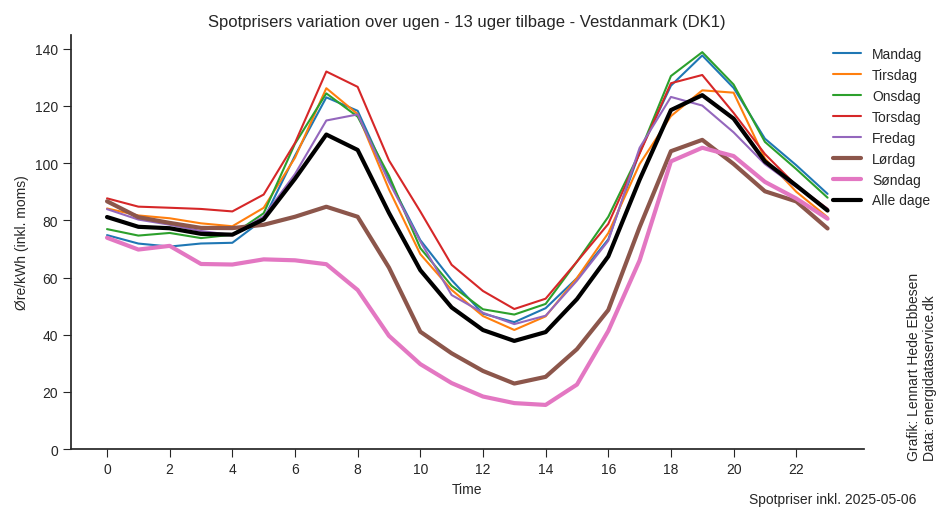 Spotprisers variation over ugen - 13 uger tilbage - Vestdanmark (DK1)
Øre/kWh (inkl. moms)
140
120
100
80
60
40
20
0
0 2 4 6 8 10 12 14 16 18 20 22
Time
Mandag
Tirsdag
Onsdag
Torsdag
Fredag
Lørdag
Søndag
Alle dage
Grafik: Lennart Hede Ebbesen
Data: energidataservice.dk
Spotpriser inkl. 2025-05-06